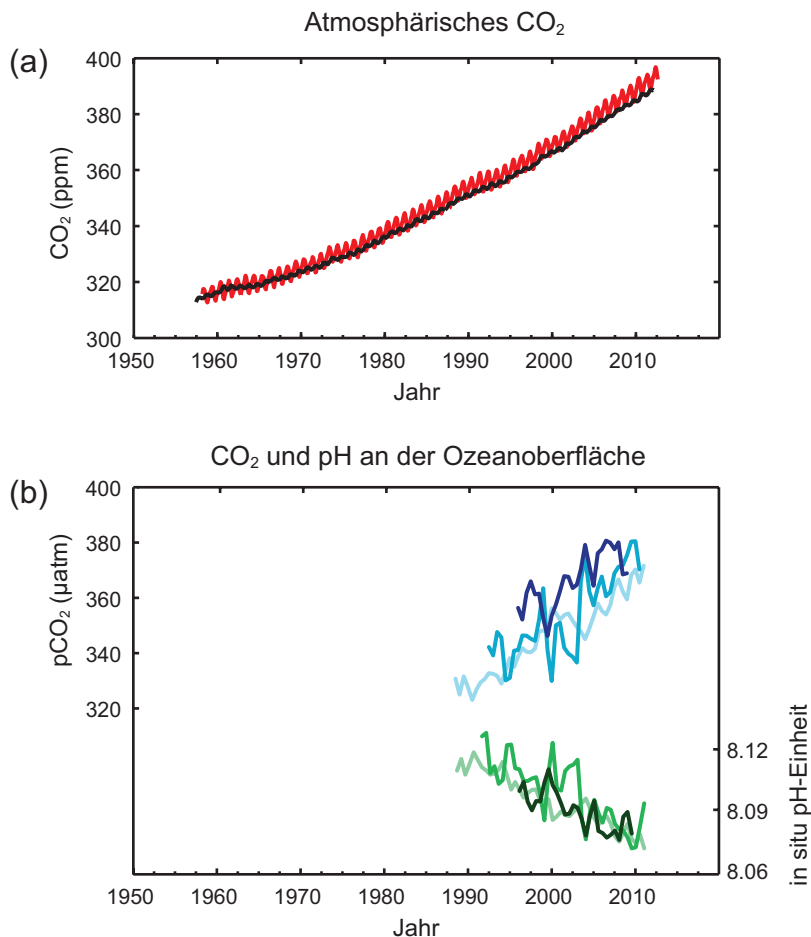 Atmosphärisches CO₂
(a)
CO₂ (ppm)
400
380
360
340
320
300
1950 1960 1970 1980 1990 2000 2010
Jahr
CO₂ und pH an der Ozeanoberfläche
(b)
pCO₂ (µatm)
400
380
360
340
320
in situ pH-Einheit
8.12
8.09
8.06
1950 1960 1970 1980 1990 2000 2010
Jahr